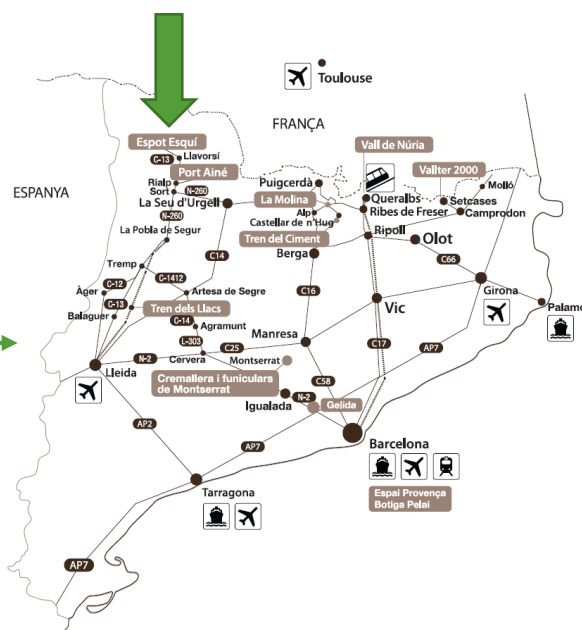 Toulouse
FRANÇA
Espot Esquí
Vall de Núria
Llavorsí
C-13
Port Ainé
Vallter 2000
Rialp
Puigcerdà
Molló
ESPANYA
Sort
N-260
La Molina
Queralbs
Setcases
La Seu d'Urgell
Alp
Ribes de Freser
Camprodon
N-260
Castellar de n'Hug
La Pobla de Segur
Tren del Ciment
Ripoll
Olot
Berga
C14
C66
Tremp
C-1412
Àger
C-12
Artesa de Segre
C16
Girona
C-13
Tren dels Llacs
Vic
Palamo
Balaguer
C-14
Agramunt
L-303
Manresa
C17
C25
AP7
N-2
Cervera
Montserrat
Lleida
Cremallera i funiculars
de Montserrat
C58
N-2
Igualada
Gelida
AP2
AP7
Barcelona
Tarragona
Espai Provença
Botiga Pelai
AP7